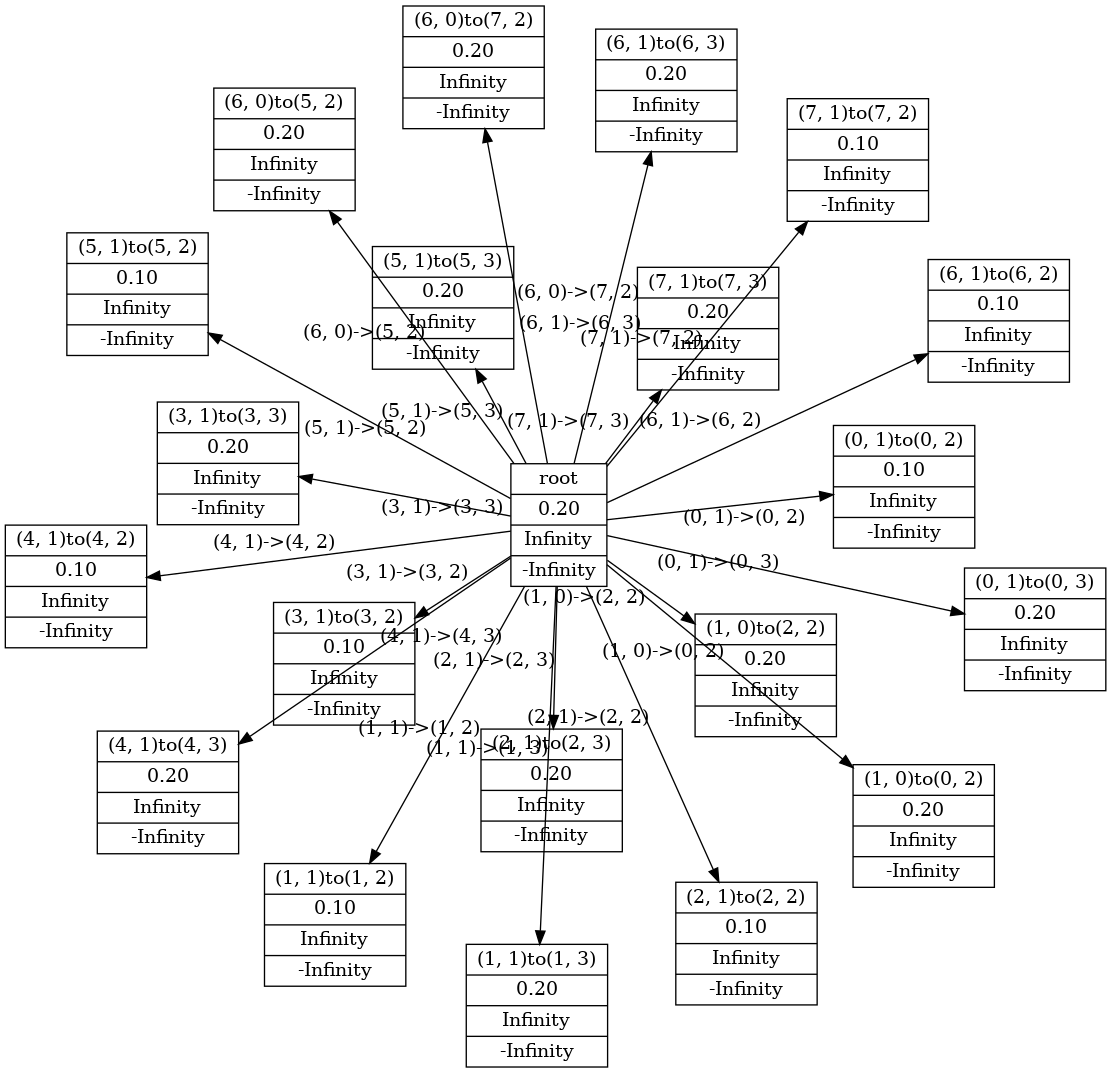 (6, 0)to(7, 2)
0.20
Infinity
-Infinity
(6, 1)to(6, 3)
0.20
Infinity
-Infinity
(6, 0)to(5, 2)
0.20
Infinity
-Infinity
(7, 1)to(7, 2)
0.10
Infinity
-Infinity
(5, 1)to(5, 2)
0.10
Infinity
-Infinity
(5, 1)to(5, 3)
0.20
Infinity
-Infinity
(7, 1)to(7, 3)
0.20
Infinity
-Infinity
(6, 1)to(6, 2)
0.10
Infinity
-Infinity
(6, 0)->(7, 2)
(6, 1)->(6, 3)
(6, 0)->(5, 2)
(7, 1)->(7, 2)
(5, 1)->(5, 3)
(5, 1)->(5, 2)
(7, 1)->(7, 3)
(6, 1)->(6, 2)
(3, 1)to(3, 3)
0.20
Infinity
-Infinity
root
0.20
Infinity
-Infinity
(0, 1)to(0, 2)
0.10
Infinity
-Infinity
(3, 1)->(3, 3)
(0, 1)->(0, 2)
(4, 1)to(4, 2)
0.10
Infinity
-Infinity
(4, 1)->(4, 2)
(3, 1)->(3, 2)
(0, 1)->(0, 3)
(0, 1)to(0, 3)
0.20
Infinity
-Infinity
(1, 0)->(2, 2)
(3, 1)to(3, 2)
0.10
Infinity
-Infinity
(4, 1)->(4, 3)
(2, 1)->(2, 3)
(1, 0)->(0, 2)
(1, 0)to(2, 2)
0.20
Infinity
-Infinity
(1, 1)->(1, 2)
(2, 1)->(2, 2)
(1, 1)->(1, 3)
(4, 1)to(4, 3)
0.20
Infinity
-Infinity
(2, 1)to(2, 3)
0.20
Infinity
-Infinity
(1, 0)to(0, 2)
0.20
Infinity
-Infinity
(1, 1)to(1, 2)
0.10
Infinity
-Infinity
(2, 1)to(2, 2)
0.10
Infinity
-Infinity
(1, 1)to(1, 3)
0.20
Infinity
-Infinity